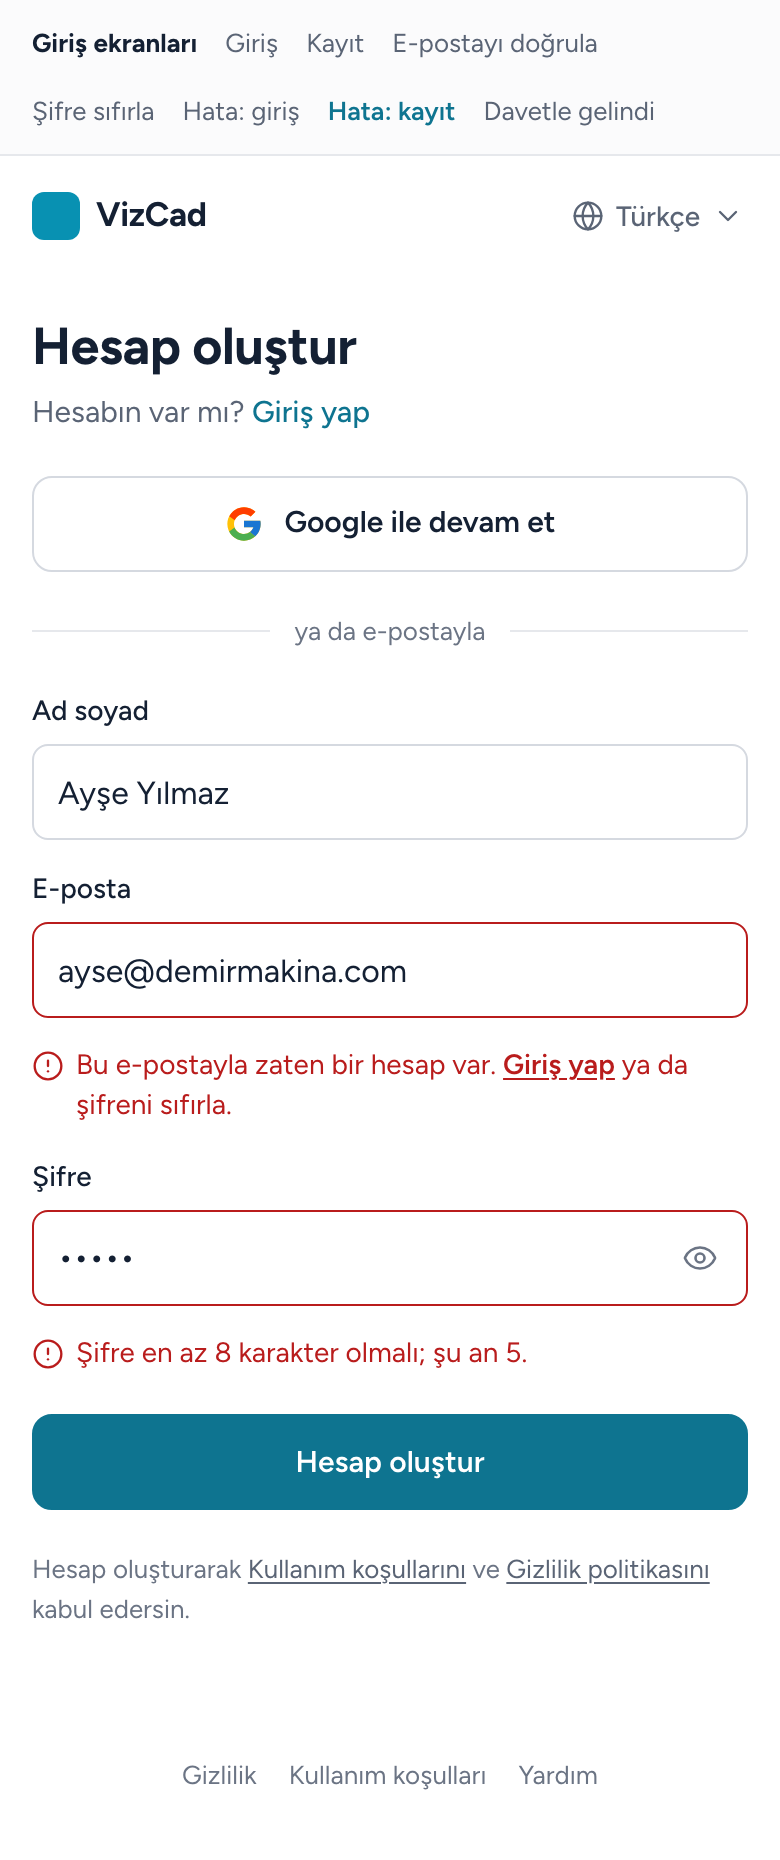 Giriş ekranları Giriş Kayıt E-postayı doğrula
Şifre sıfırla Hata: giriş Hata: kayıt Davetle gelindi
VizCad Türkçe
Hesap oluştur
Hesabın var mı? Giriş yap
Google ile devam et
ya da e-postayla
Ad soyad
Ayşe Yılmaz
E-posta
ayse@demirmakina.com
Bu e-postayla zaten bir hesap var. Giriş yap ya da
şifreni sıfırla.
Şifre
•••••
Şifre en az 8 karakter olmalı; şu an 5.
Hesap oluştur
Hesap oluşturarak Kullanım koşullarını ve Gizlilik politikasını
kabul edersin.
Gizlilik Kullanım koşulları Yardım